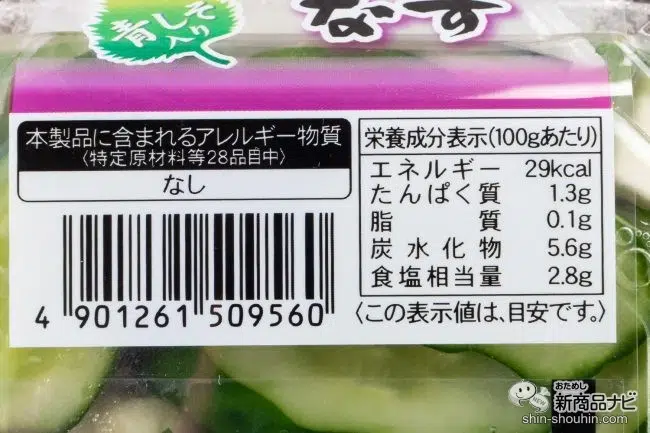 青しそ
入り
なす
本製品に含まれるアレルギー物質
〈特定原材料等28品目中〉
なし
4 901261 509560
栄養成分表示(100gあたり)
エネルギー 29kcal
たんぱく質 1.3g
脂質 0.1g
炭水化物 5.6g
食塩相当量 2.8g
〈この表示値は、目安です。〉
おためし
新商品ナビ
shin-shouhin.com